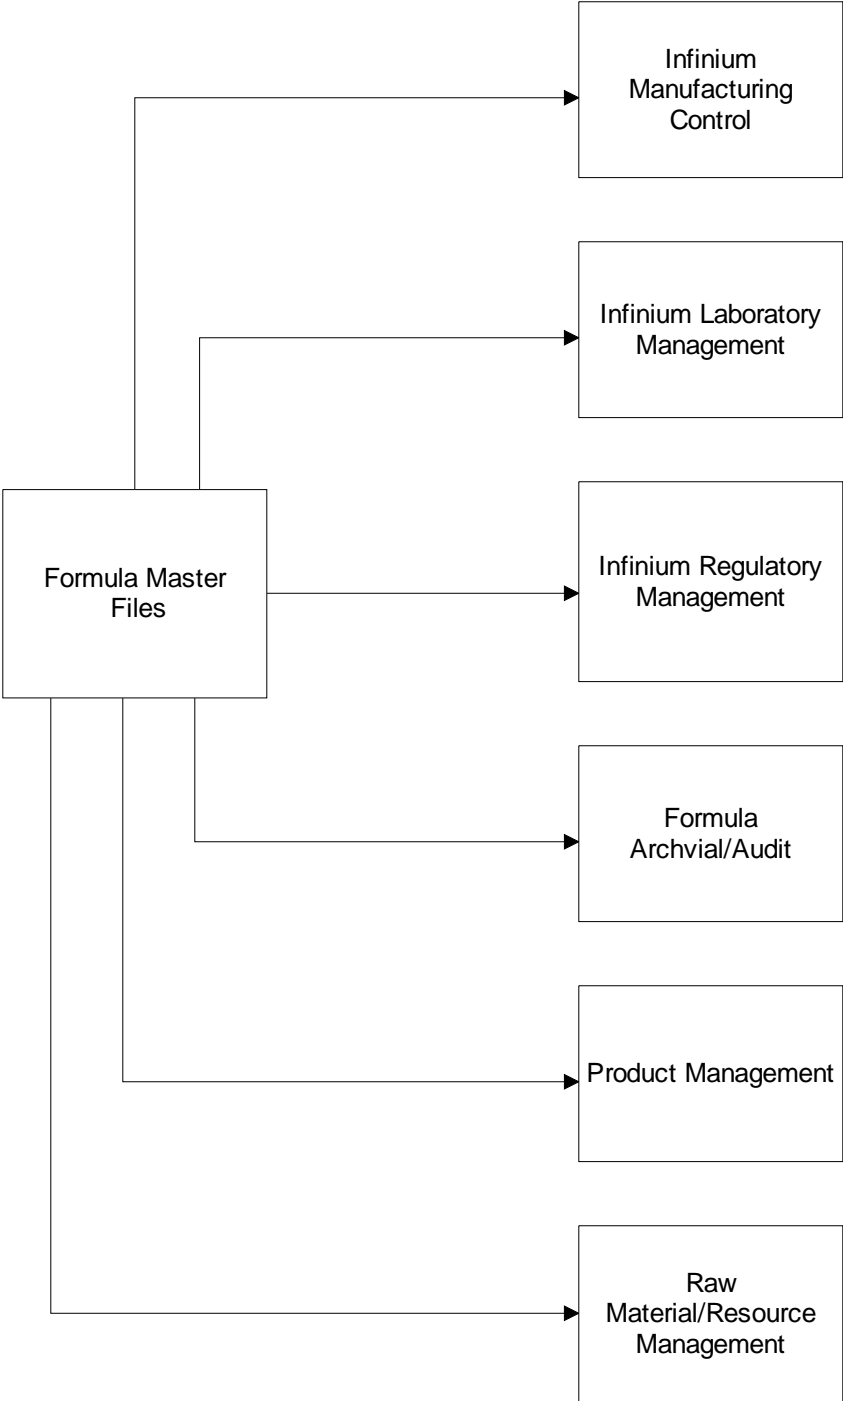 Infinium
Manufacturing
Control
Infinium Laboratory
Management
Formula Master
Files
Infinium Regulatory
Management
Formula
Archvial/Audit
Product Management
Raw
Material/Resource
Management